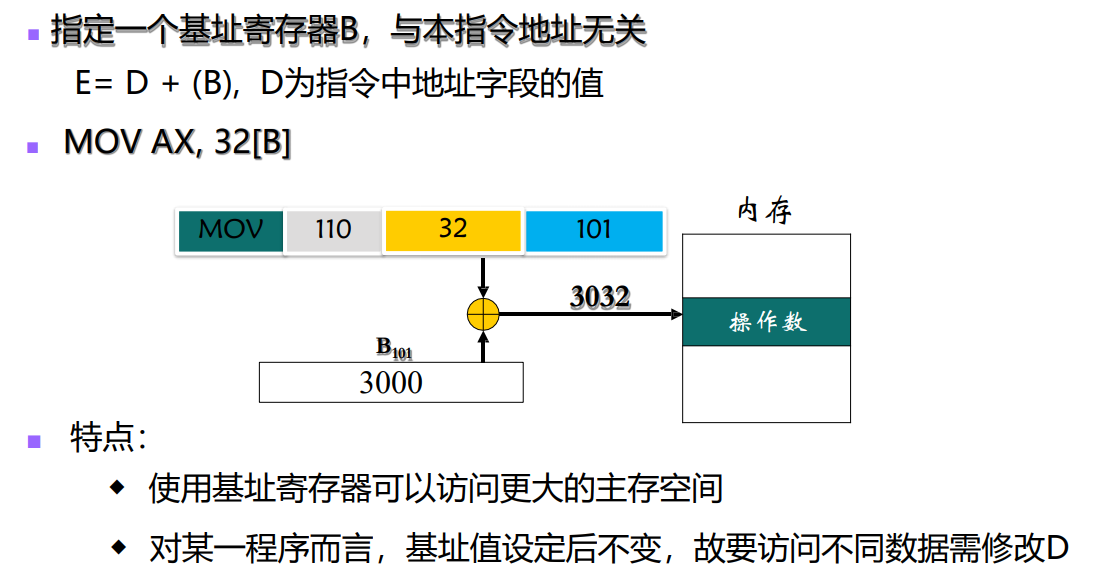 指定一个基址寄存器B，与本指令地址无关
E= D + (B)，D为指令中地址字段的值
MOV AX, 32[B]
内存
MOV 110 32 101
3032
操作数
B101
3000
特点：
使用基址寄存器可以访问更大的主存空间
对某一程序而言，基址值设定后不变，故要访问不同数据需修改D